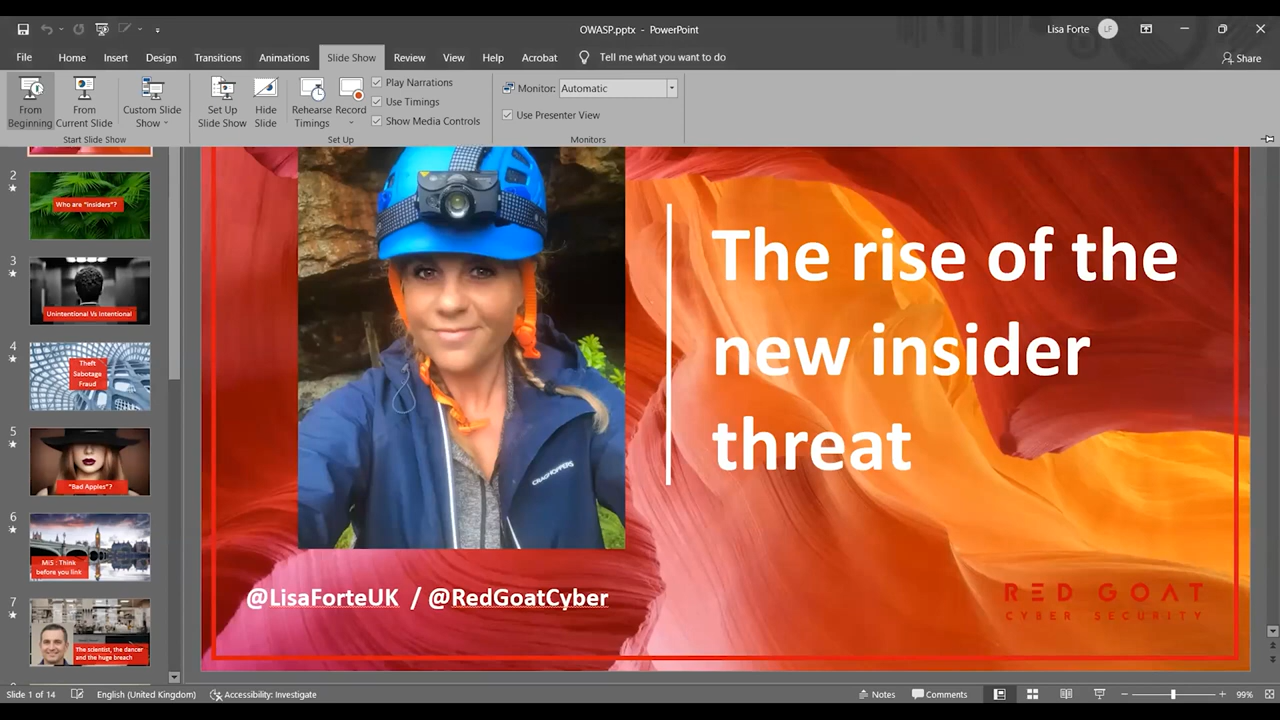 OWASP.pptx - PowerPoint
Lisa Forte
LF
File
Home
Insert
Design
Transitions
Animations
Slide Show
Review
View
Help
Acrobat
Tell me what you want to do
Share
From
Beginning
From
Current Slide
Custom Slide
Show
Set Up
Slide Show
Hide
Slide
Rehearse
Timings
Record
Play Narrations
Use Timings
Show Media Controls
Monitor:
Automatic
Use Presenter View
Start Slide Show
Set Up
Monitors
2
Who are "insiders"?
3
Unintentional Vs Intentional
4
Theft
Sabotage
Fraud
5
"Bad Apples"?
6
Mi5 : Think
before you link
7
The scientist, the dancer
and the huge breach
The rise of the
new insider
threat
CRAGHOPPERS
@LisaForteUK / @RedGoatCyber
RED GOAT
CYBER SECURITY
Slide 1 of 14
English (United Kingdom)
Accessibility: Investigate
Notes
Comments
99%